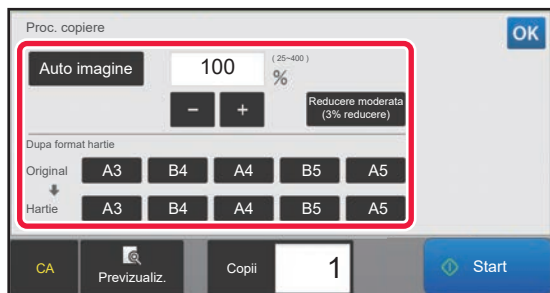 Proc. copiere
OK
Auto imagine
100
(25~400)
%
− +
Reducere moderata
(3% reducere)
Dupa format hartie
Original A3 B4 A4 B5 A5
Hartie A3 B4 A4 B5 A5
CA
Previzualiz.
Copii
1
Start